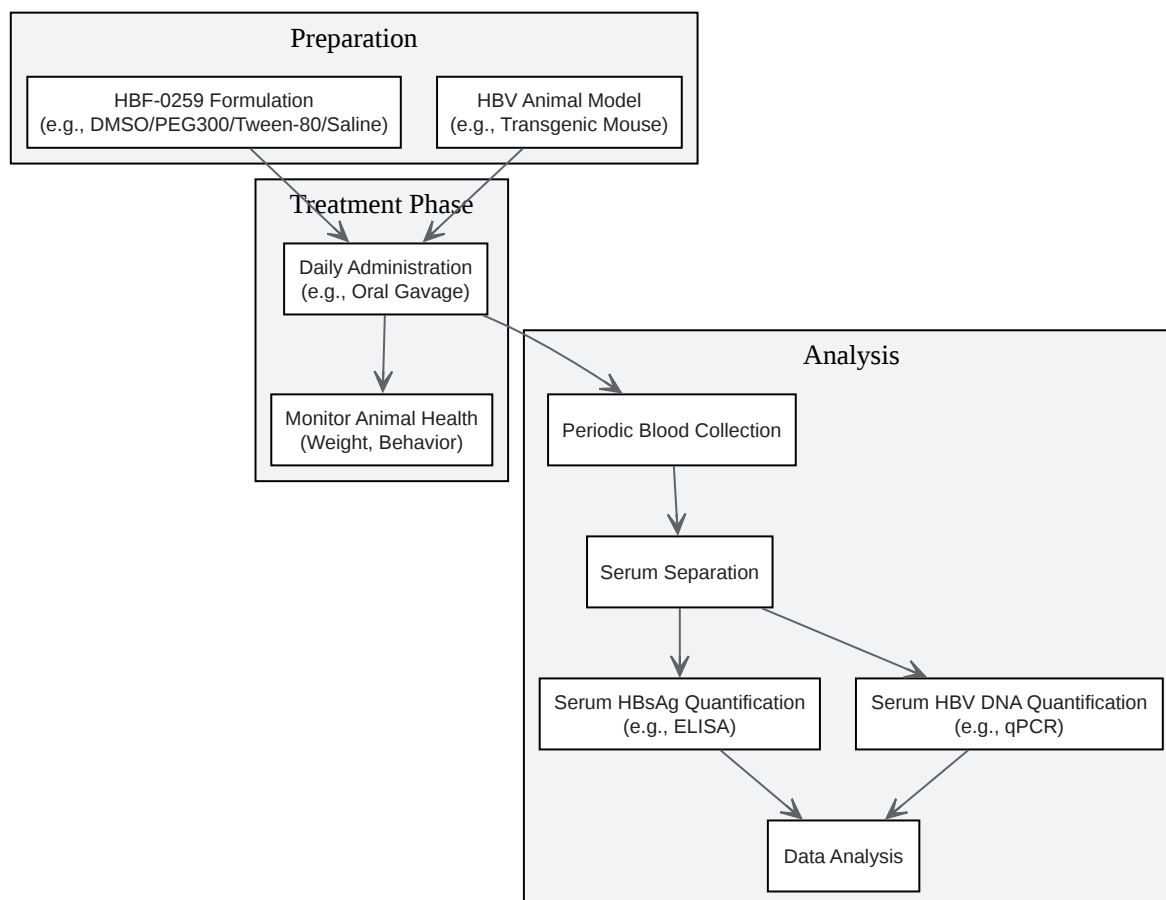 Preparation
HBF-0259 Formulation
(e.g., DMSO/PEG300/Tween-80/Saline)
HBV Animal Model
(e.g., Transgenic Mouse)
Treatment Phase
Daily Administration
(e.g., Oral Gavage)
Monitor Animal Health
(Weight, Behavior)
Analysis
Periodic Blood Collection
Serum Separation
Serum HBsAg Quantification
(e.g., ELISA)
Serum HBV DNA Quantification
(e.g., qPCR)
Data Analysis